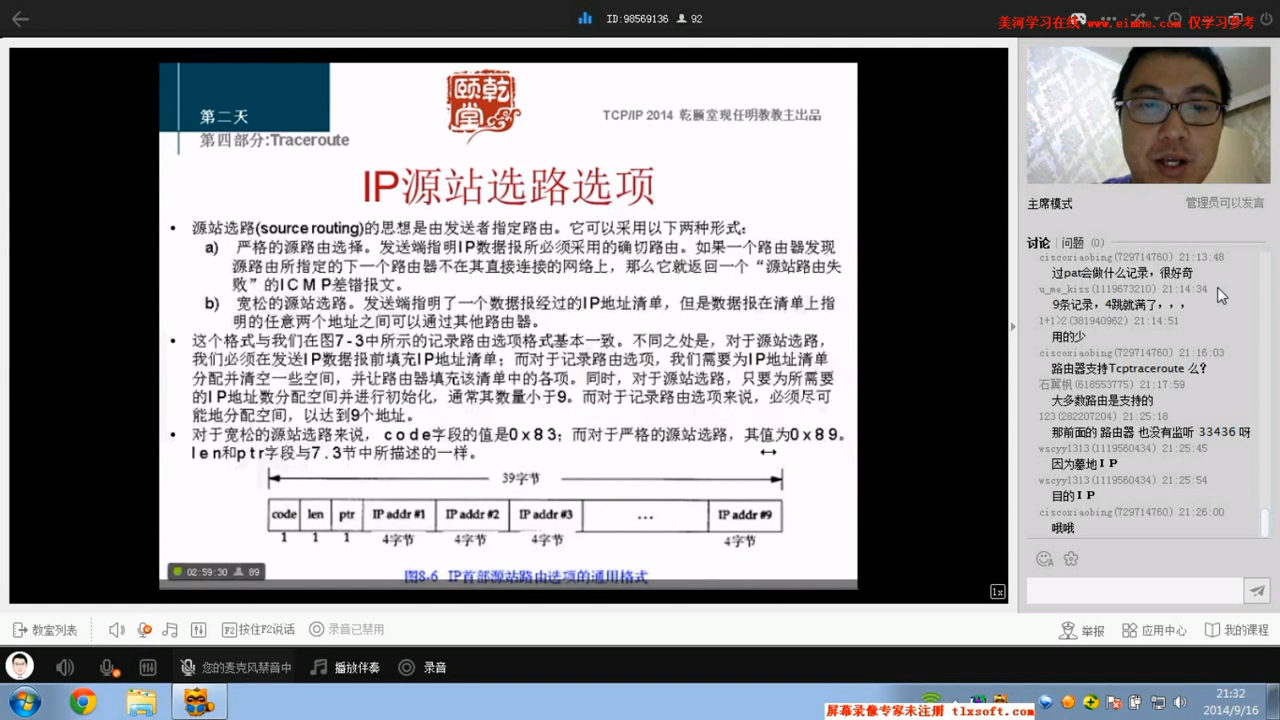 ID:98569136 92
美河学习在线 www.eimhe.com 仅学习参考
第二天
第四部分:Traceroute
乾颐堂
TCP/IP 2014 乾颐堂现任明教教主出品
IP源站选路选项
• 源站选路(source routing)的思想是由发送者指定路由。它可以采用以下两种形式:
a) 严格的源路由选择。发送端指明IP数据报所必须采用的确切路由。如果一个路由器发现
源路由所指定的下一个路由器不在其直接连接的网络上，那么它就返回一个“源站路由失
败”的ICMP差错报文。
b) 宽松的源站选路。发送端指明了一个数据报经过的IP地址清单，但是数据报在清单上指
明的任意两个地址之间可以通过其他路由器。
• 这个格式与我们在图7-3中所示的记录路由选项格式基本一致。不同之处是，对于源站选路，
我们必须在发送IP数据报前填充IP地址清单；而对于记录路由选项，我们需要为IP地址清单
分配并清空一些空间，并让路由器填充该清单中的各项。同时，对于源站选路，只要为所需要
的IP地址数分配空间并进行初始化，通常其数量小于9。而对于记录路由选项来说，必须尽可
能地分配空间，以达到9个地址。
• 对于宽松的源站选路来说，code字段的值是0x83；而对于严格的源站选路，其值为0x89。
len和ptr字段与7.3节中所描述的一样。
39字节
code len ptr IP addr #1 IP addr #2 IP addr #3 … IP addr #9
1 1 1 4字节 4字节 4字节 4字节
图8-6 IP首部源站路由选项的通用格式
02:59:30 89
1x
主席模式 管理员可以发言
讨论 问题 (0)
ciscoxiaobing(729714760) 21:13:48
过pat会做什么记录，很好奇
u_me_kiss(1119673210) 21:14:34
9条记录，4跳就满了，，，
1+1>2 (381940962) 21:14:51
用的少
ciscoxiaobing(729714760) 21:16:03
路由器支持Tcptraceroute 么？
石翼帆(618553775) 21:17:59
大多数路由是支持的
123(282207204) 21:25:18
那前面的 路由器 也没有监听 33436 呀
wscyy1313(1119560434) 21:25:45
因为墓地ＩＰ
wscyy1313(1119560434) 21:25:54
目的ＩＰ
ciscoxiaobing(729714760) 21:26:00
哦哦
教室列表 F2 按住F2说话 录音已禁用 举报 应用中心 我的课程
您的麦克风禁音中 播放伴奏 录音
21:32
2014/9/16
屏幕录像专家未注册 tlxsoft.com